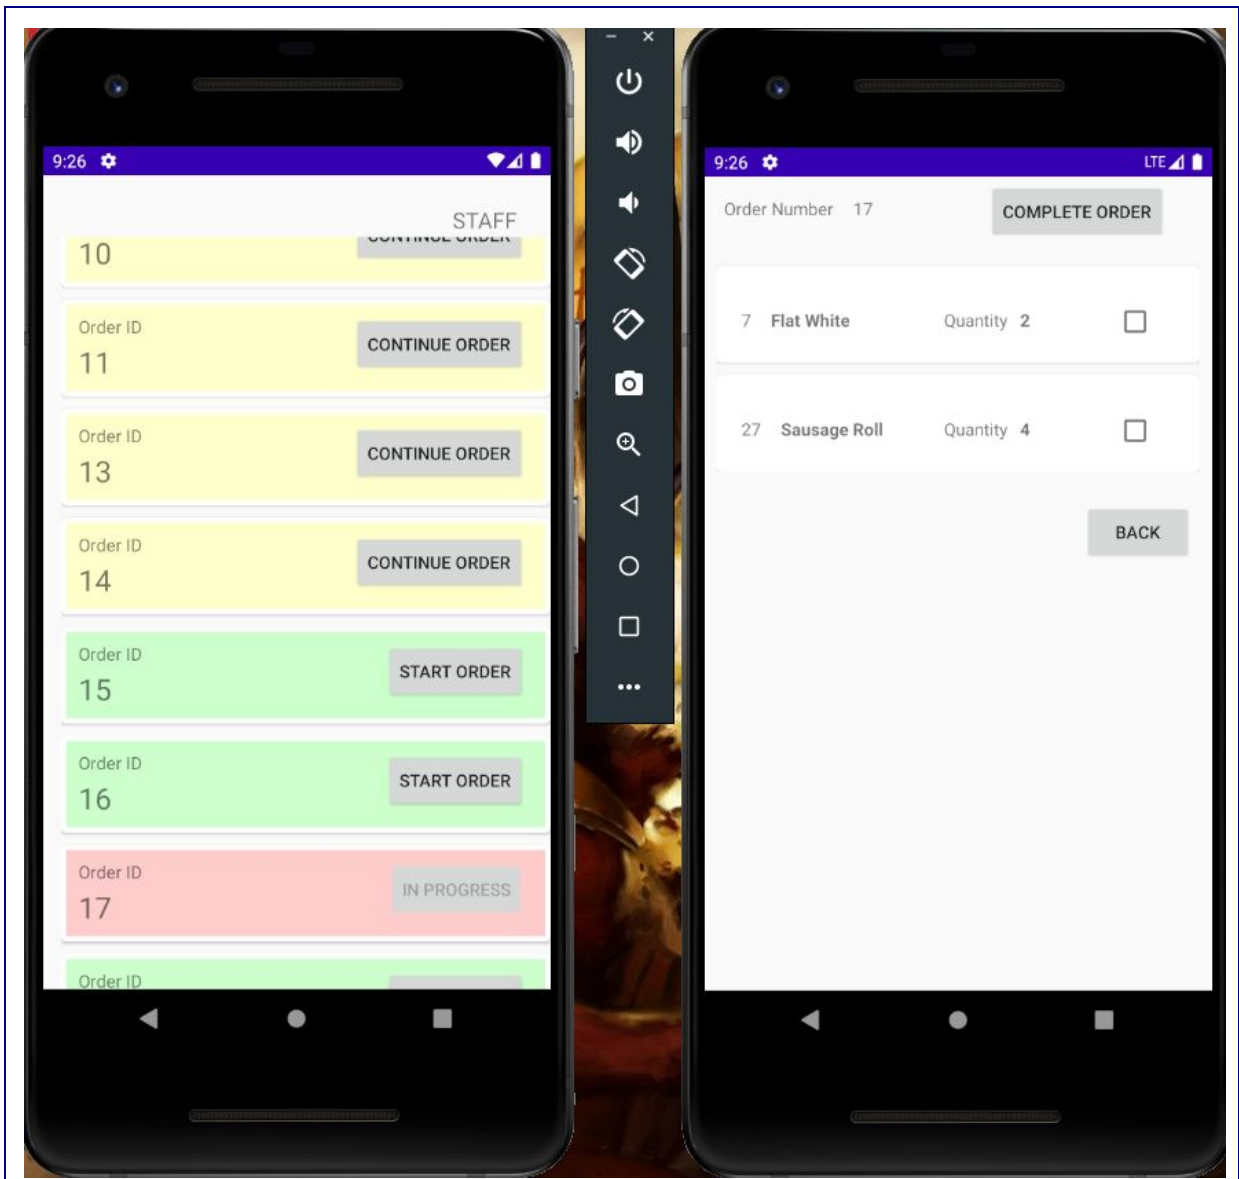 9:26
STAFF
10
CONTINUE ORDER
Order ID
11
CONTINUE ORDER
Order ID
13
CONTINUE ORDER
Order ID
14
CONTINUE ORDER
Order ID
15
START ORDER
Order ID
16
START ORDER
Order ID
17
IN PROGRESS
Order ID
9:26 LTE
Order Number 17 COMPLETE ORDER
7 Flat White Quantity 2
27 Sausage Roll Quantity 4
BACK